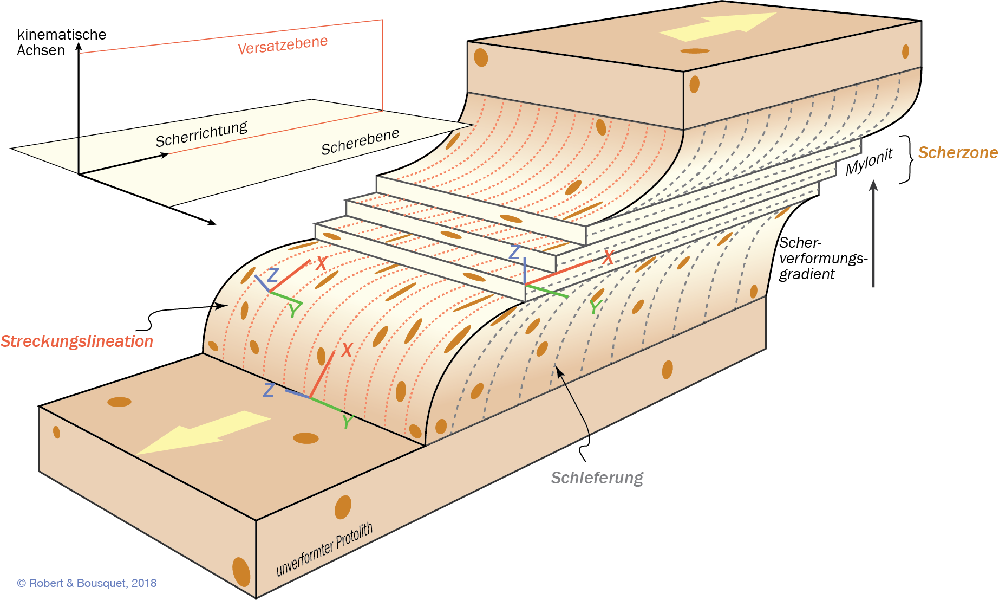 kinematische
Achsen
Versatzebene
Scherrichtung
Scherebene
Mylonit
Scherzone
Scher-
verformungs-
gradient
Z
X
Y
Z
X
Y
Streckungslineation
X
Z
Y
Schieferung
unverformter Protolith
© Robert & Bousquet, 2018